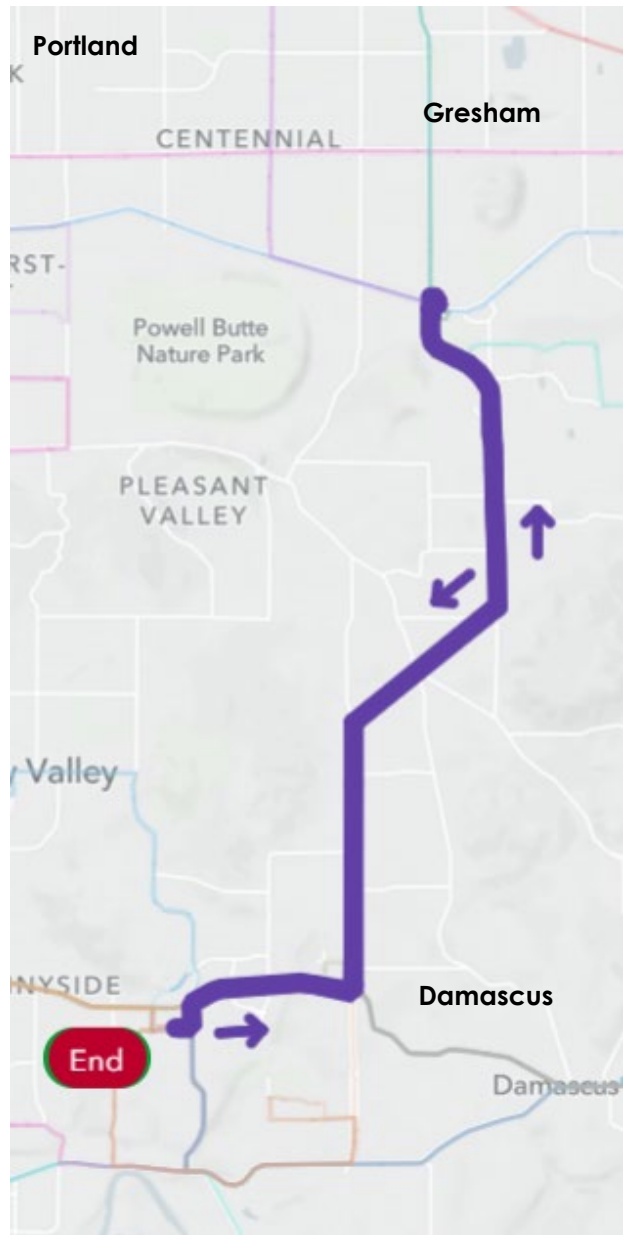 Portland
K
Gresham
CENTENNIAL
RST-
Powell Butte
Nature Park
PLEASANT
VALLEY
y Valley
NYSIDE
Damascus
End
Damascus